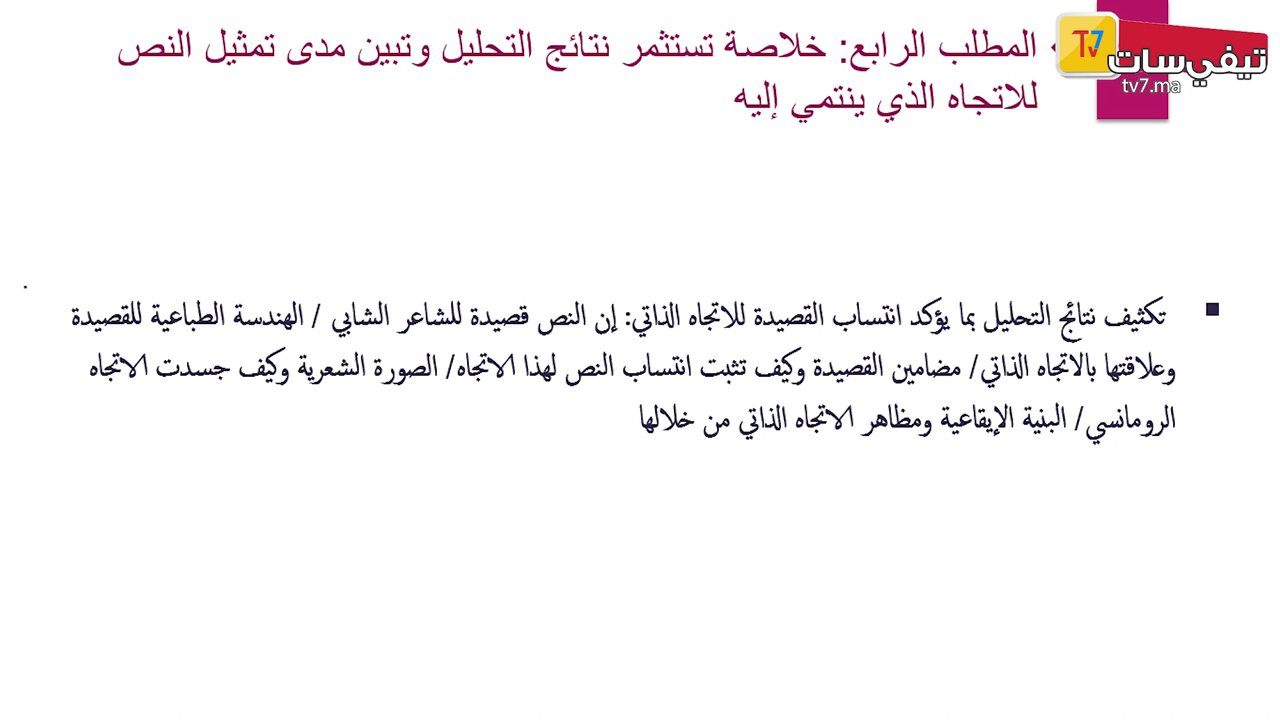 المطلب الرابع: خلاصة تستثمر نتائج التحليل وتبين مدى تمثيل النص
للاتجاه الذي ينتمي إليه
TV7
تيفي سات
tv7.ma
تكثيف نتائج التحليل بما يؤكد انتساب القصيدة للاتجاه الذاتي: إن النص قصيدة للشاعر الشابي / الهندسة الطباعية للقصيدة
وعلاقتها بالاتجاه الذاتي/ مضامين القصيدة وكيف تثبت انتساب النص لهذا الاتجاه/ الصورة الشعرية وكيف جسدت الاتجاه
الرومانسي/ البنية الإيقاعية ومظاهر الاتجاه الذاتي من خلالها